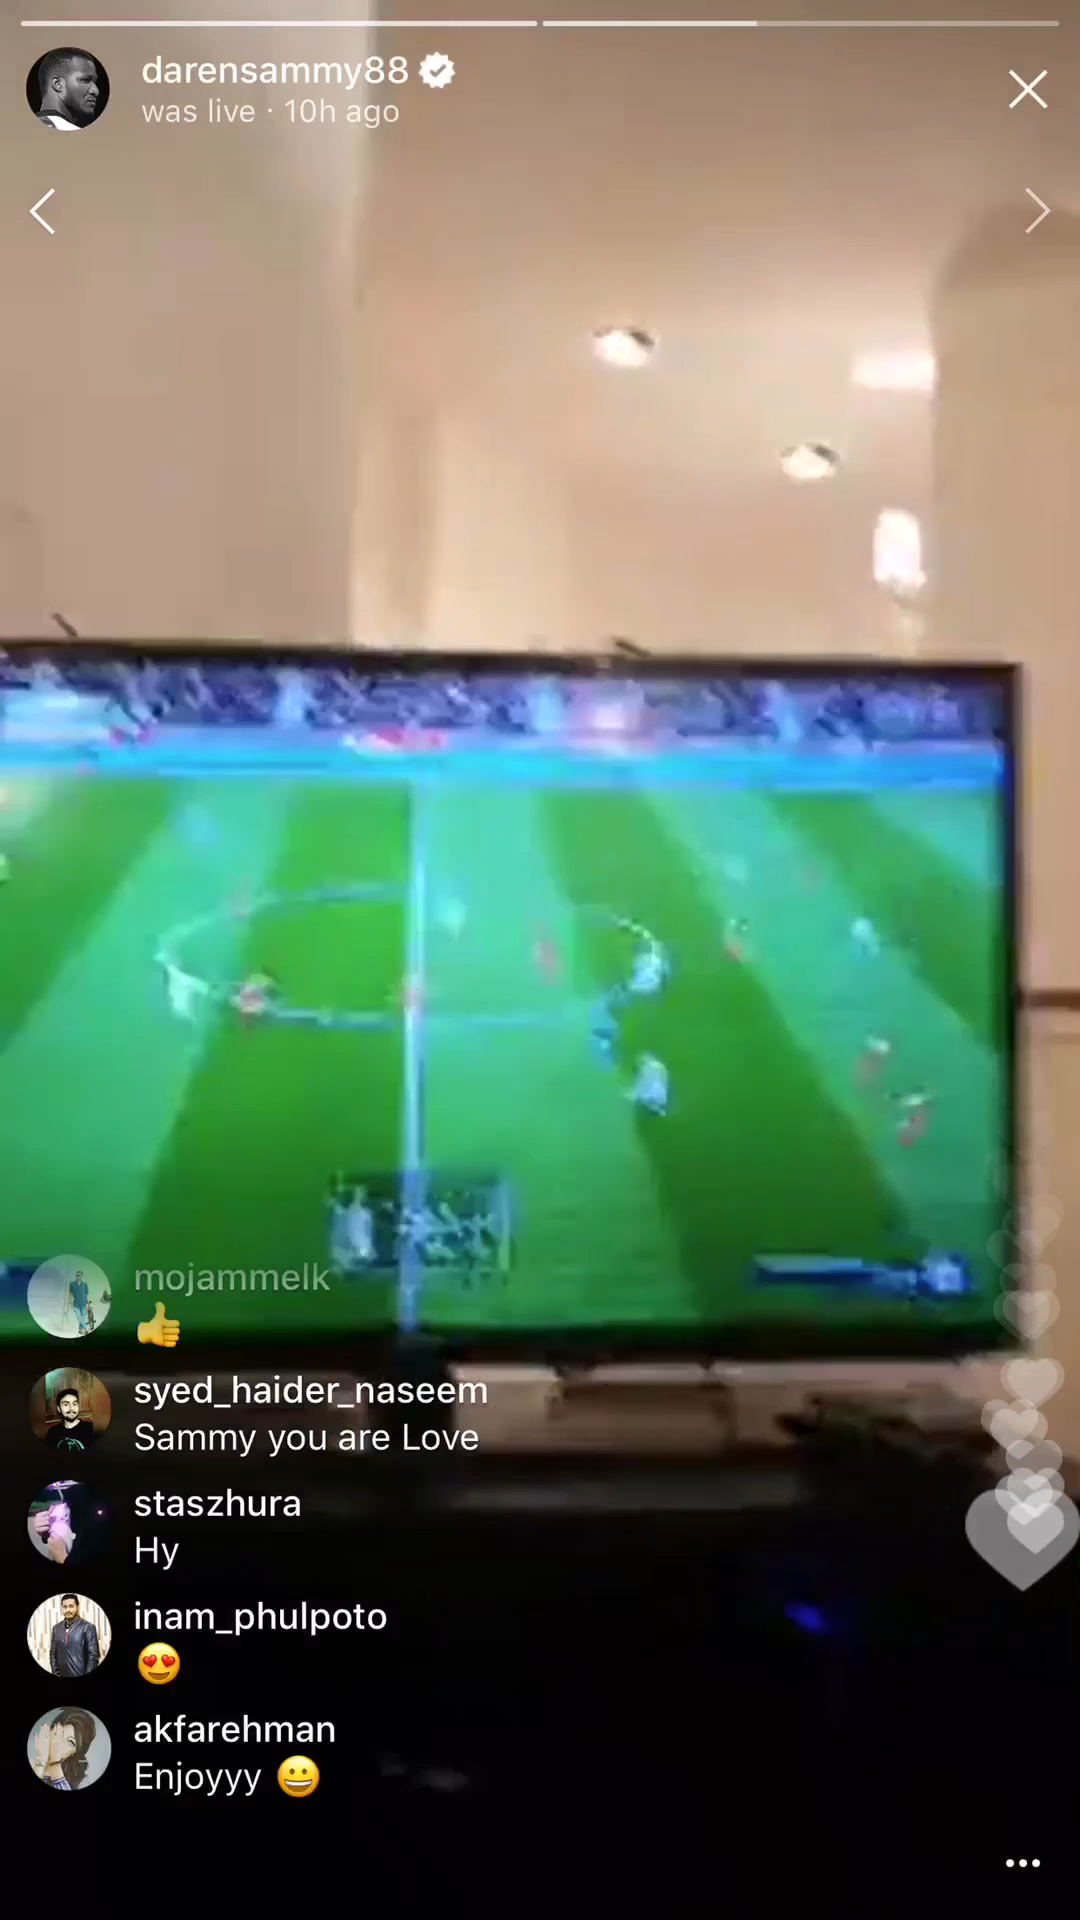 darensammy88
was live · 10h ago
mojammelk
👍
syed_haider_naseem
Sammy you are Love
staszhura
Hy
inam_phulpoto
😍
akfarehman
Enjoyyy 😀